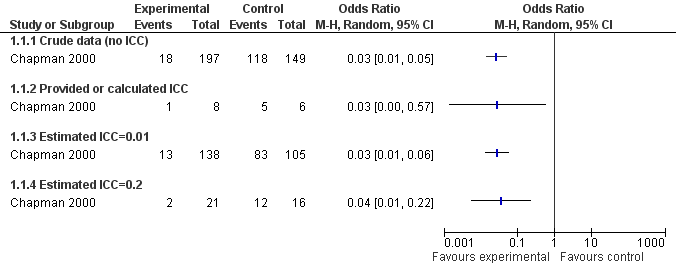 Experimental Control Odds Ratio Odds Ratio
Study or Subgroup Events Total Events Total M-H, Random, 95% CI M-H, Random, 95% CI
1.1.1 Crude data (no ICC)
Chapman 2000 18 197 118 149 0.03 [0.01, 0.05]
1.1.2 Provided or calculated ICC
Chapman 2000 1 8 5 6 0.03 [0.00, 0.57]
1.1.3 Estimated ICC=0.01
Chapman 2000 13 138 83 105 0.03 [0.01, 0.06]
1.1.4 Estimated ICC=0.2
Chapman 2000 2 21 12 16 0.04 [0.01, 0.22]
0.001 0.1 1 10 1000
Favours experimental Favours control